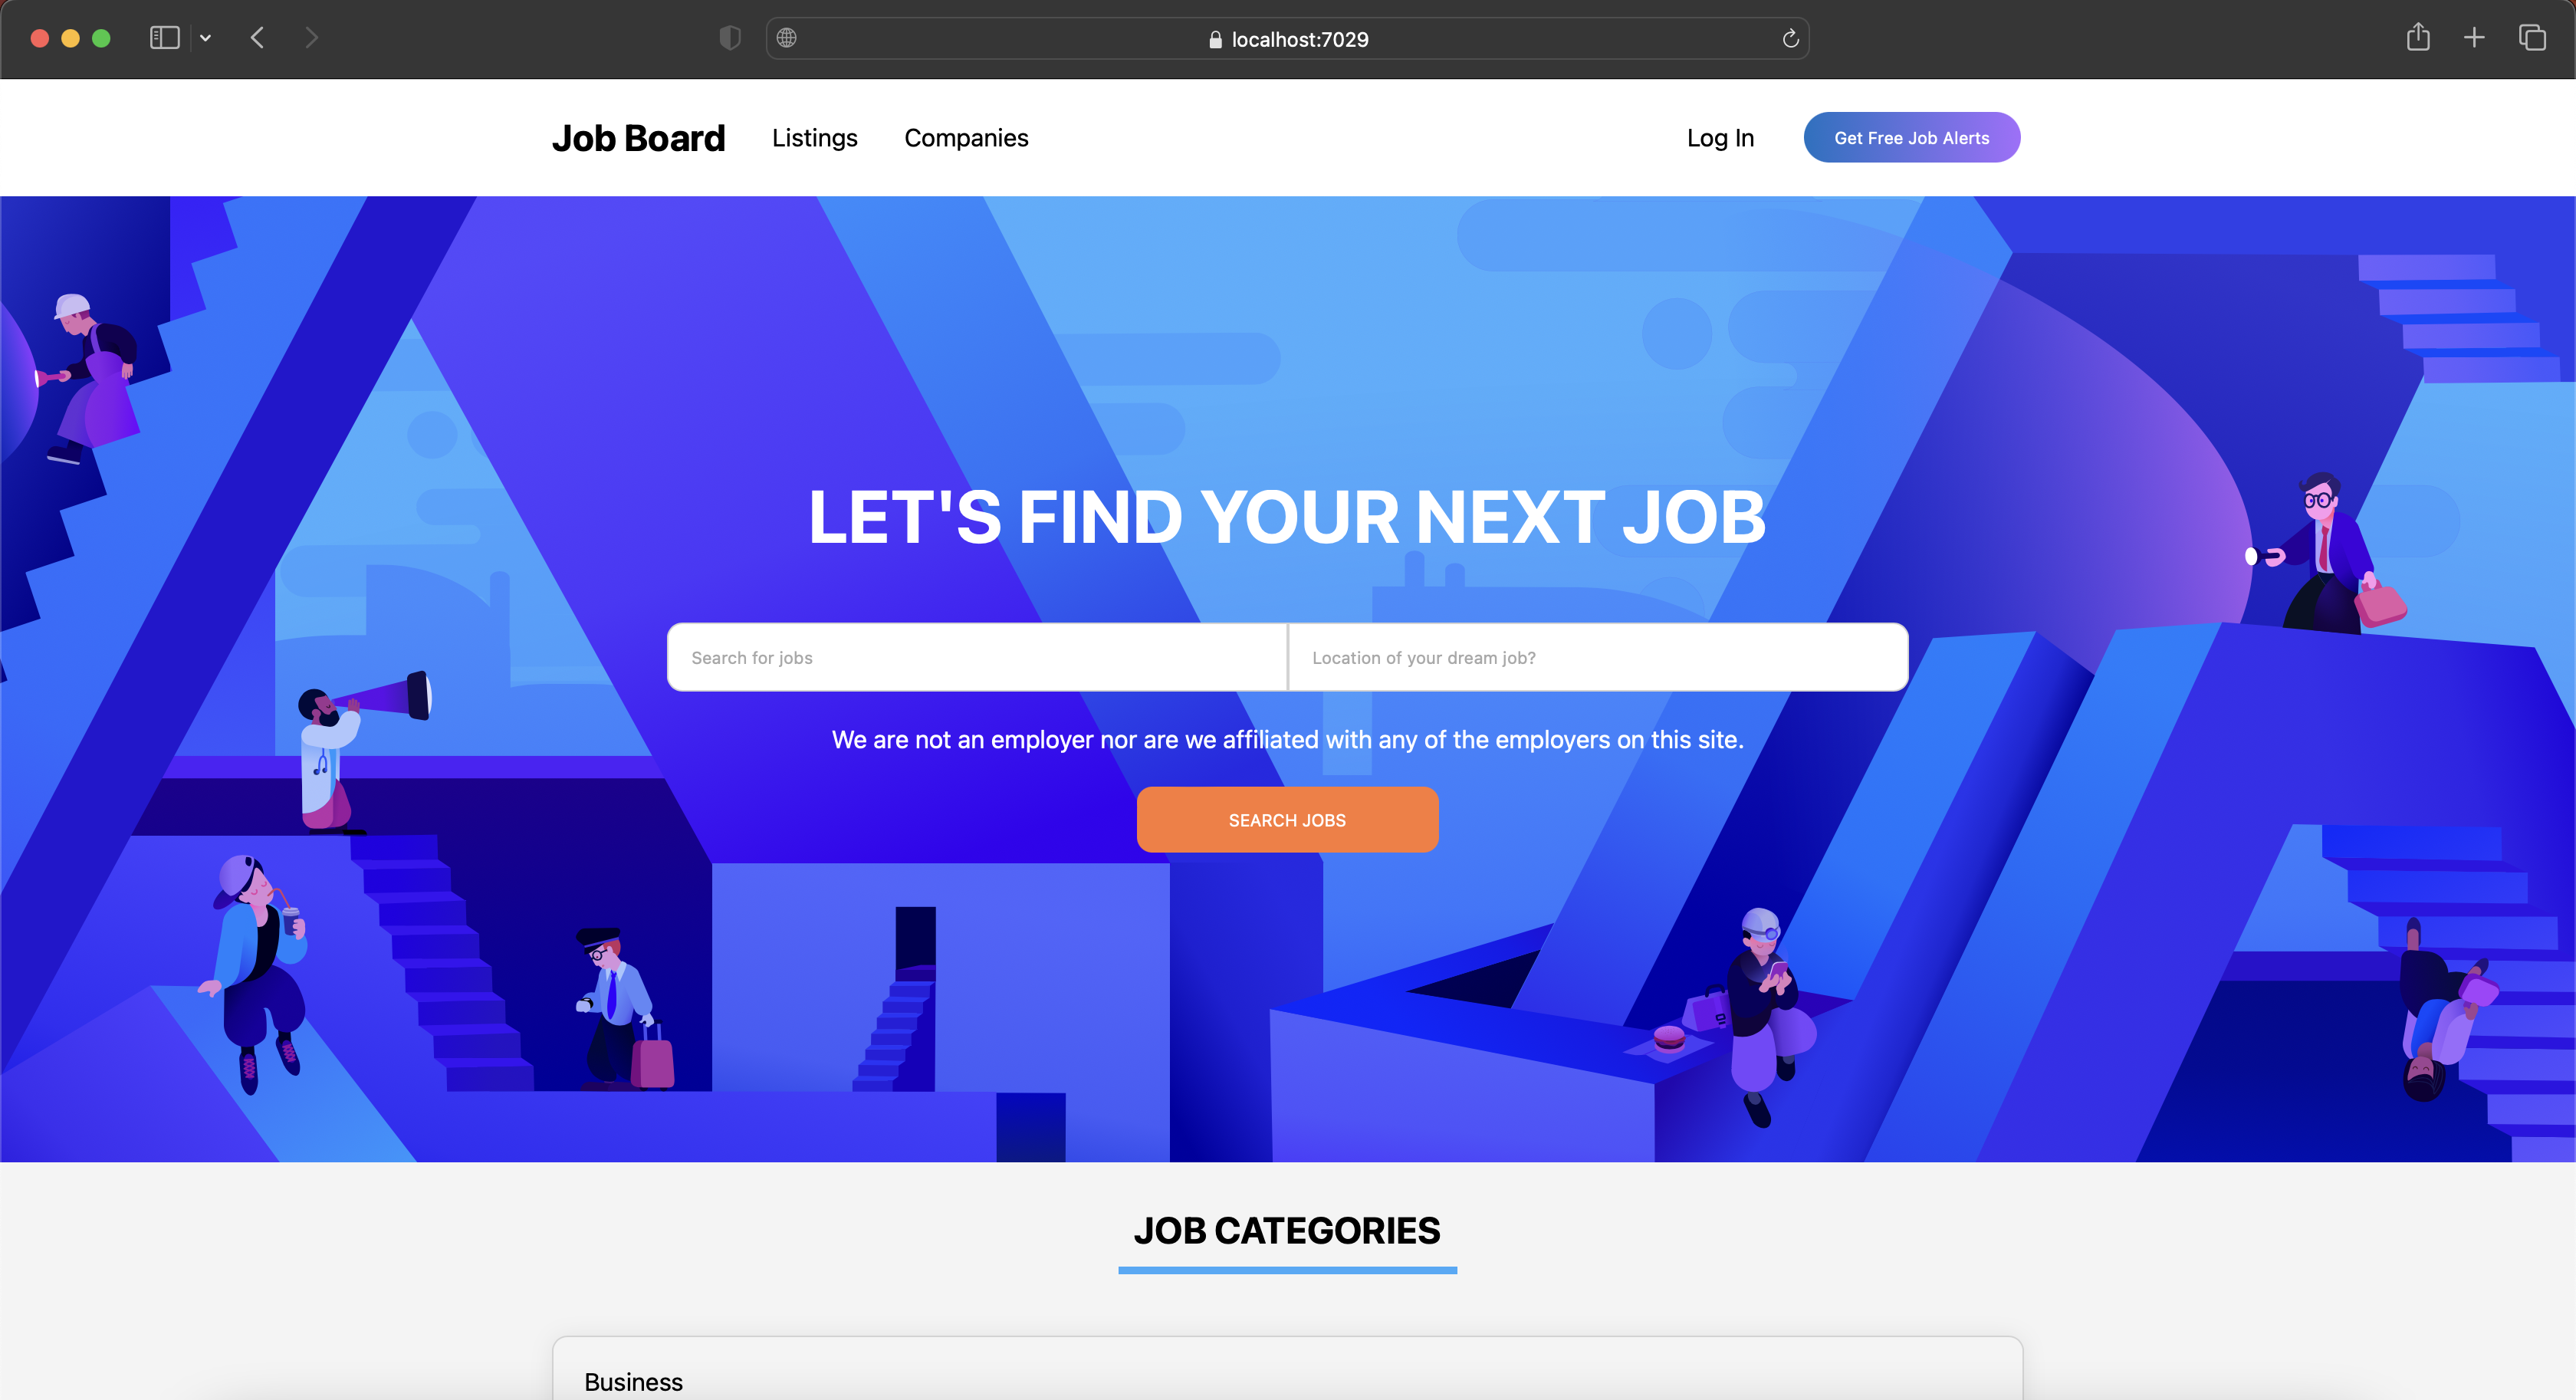 localhost:7029
Job Board Listings Companies Log In Get Free Job Alerts
LET'S FIND YOUR NEXT JOB
Search for jobs Location of your dream job?
We are not an employer nor are we affiliated with any of the employers on this site.
SEARCH JOBS
JOB CATEGORIES
Business